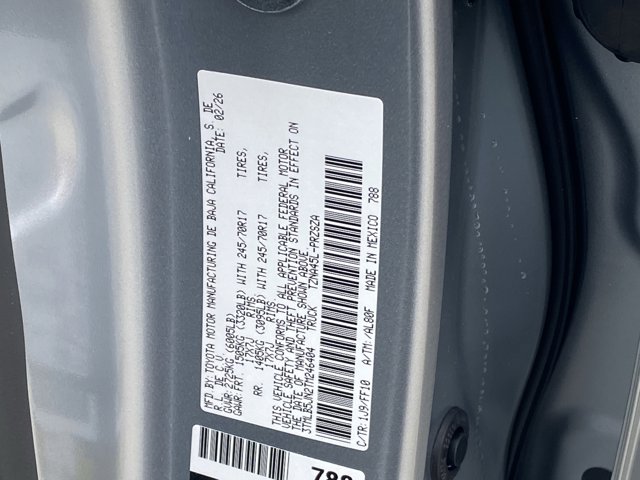 MFD.BY:TOYOTA MOTOR MANUFACTURING DE BAJA CALIFORNIA, S. DE
R.L. DE C.V. DATE: 02/26
GVWR:2725KG(6005LB)
GAWR:FRT. 1505KG(3320LB)WITH 245/70R17 TIRES,
17X7J RIMS
RR. 1405KG(3095LB)WITH 245/70R17 TIRES,
17X7J RIMS
THIS VEHICLE CONFORMS TO ALL APPLICABLE FEDERAL MOTOR
VEHICLE SAFETY AND THEFT PREVENTION STANDARDS IN EFFECT ON
THE DATE OF MANUFACTURE SHOWN ABOVE
3TMLB5JN2TM246404 TRUCK TZNA45L-PRZSZA
C/TR:1J9/FF10 A/TM:/AL80F MADE IN MEXICO 788
788